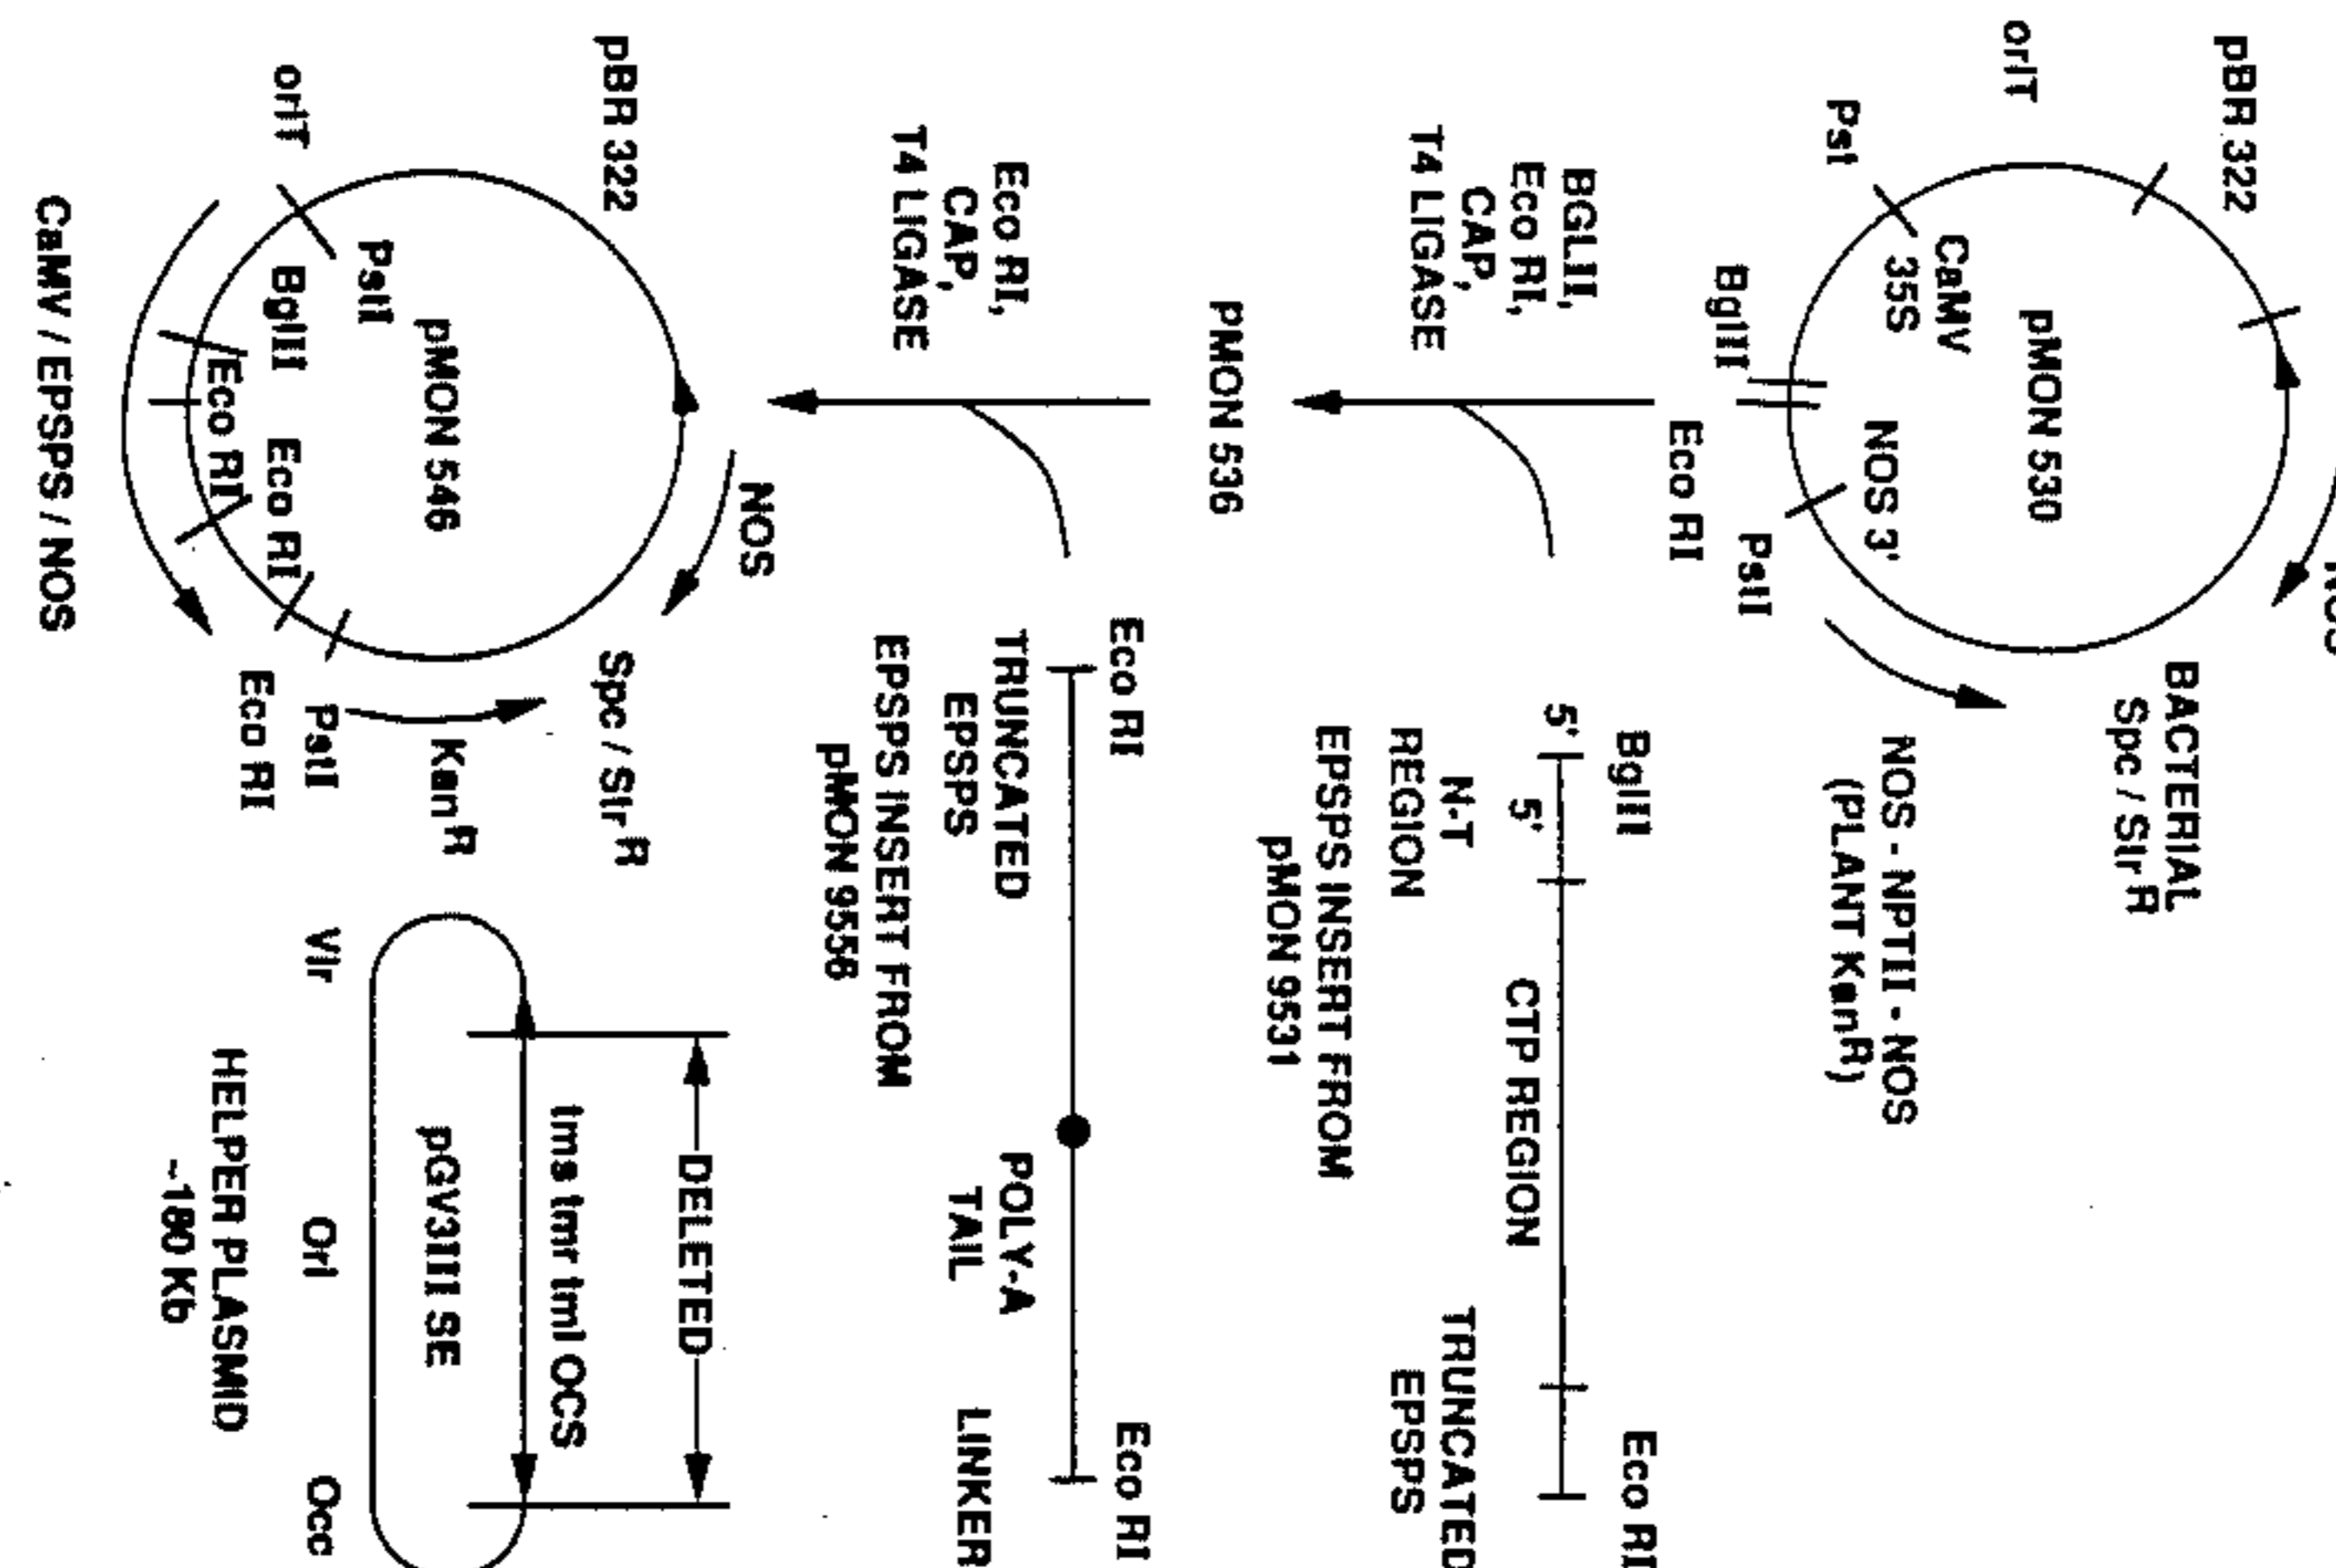 pBR 322
BACTERIAL
Spc / Str R
oriT
pMON 530
CaMV
35S
NOS 3'
Pst
NOS - NPTII - NOS
(PLANT KanR)
BglII
PstI
Eco RI
BglII
Eco RI
BGLII,
Eco RI,
CAP,
T4 LIGASE
5'
5'
CTP REGION
N-T
REGION
TRUNCATED
EPSPS
EPSPS INSERT FROM
pMON 9531
PMON 536
Eco RI
Eco RI
Eco RI,
CAP,
T4 LIGASE
TRUNCATED
EPSPS
POLY-A
TAIL
LINKER
EPSPS INSERT FROM
pMON 9556
NOS
DELETED
pBR 322
Spc / Str R
tms tmr tml OCS
pMON 546
Kan R
pGV3III SE
PstI
oriT
BglII
Eco RI
Eco RI
PstI
Eco RI
Vir
Ori
Occ
CaMV / EPSPS / NOS
HELPER PLASMID
~180 Kb